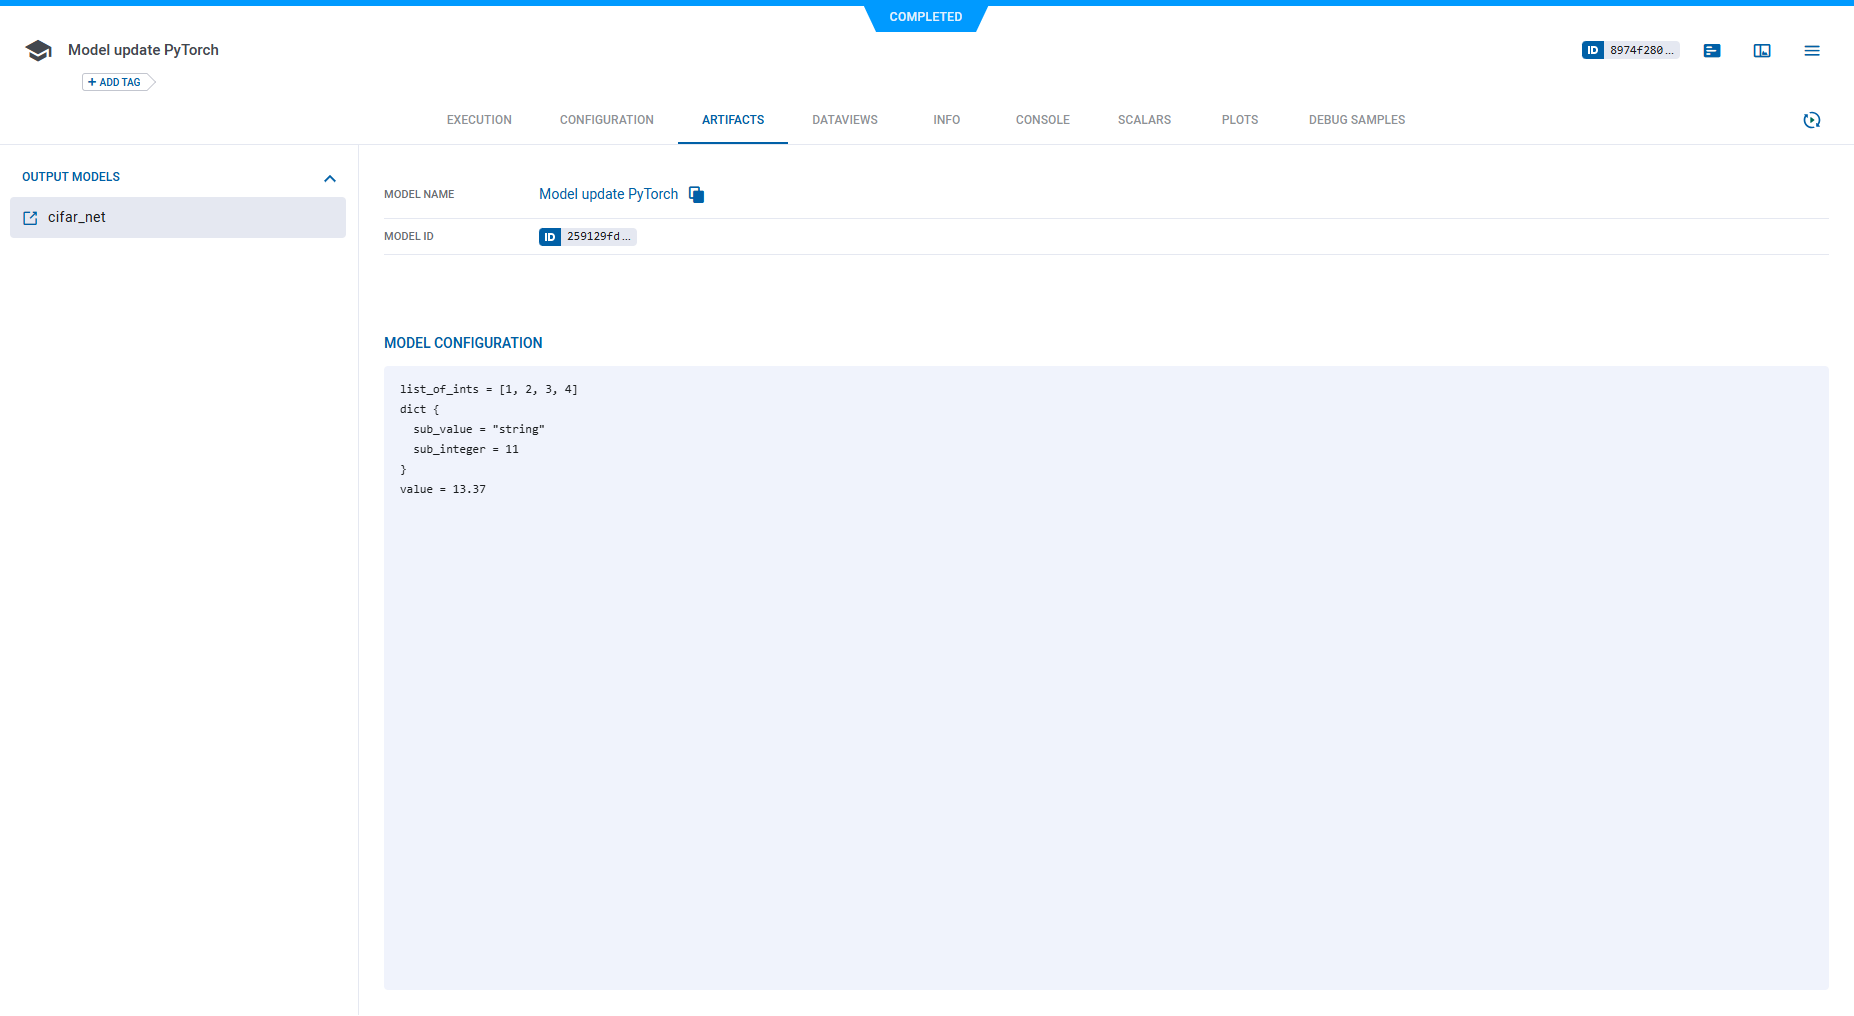 COMPLETED
Model update PyTorch
ID 8974f280...
+ ADD TAG
EXECUTION CONFIGURATION ARTIFACTS DATAVIEWS INFO CONSOLE SCALARS PLOTS DEBUG SAMPLES
OUTPUT MODELS
cifar_net
MODEL NAME Model update PyTorch
MODEL ID ID 259129fd...
MODEL CONFIGURATION
list_of_ints = [1, 2, 3, 4]
dict {
  sub_value = "string"
  sub_integer = 11
}
value = 13.37